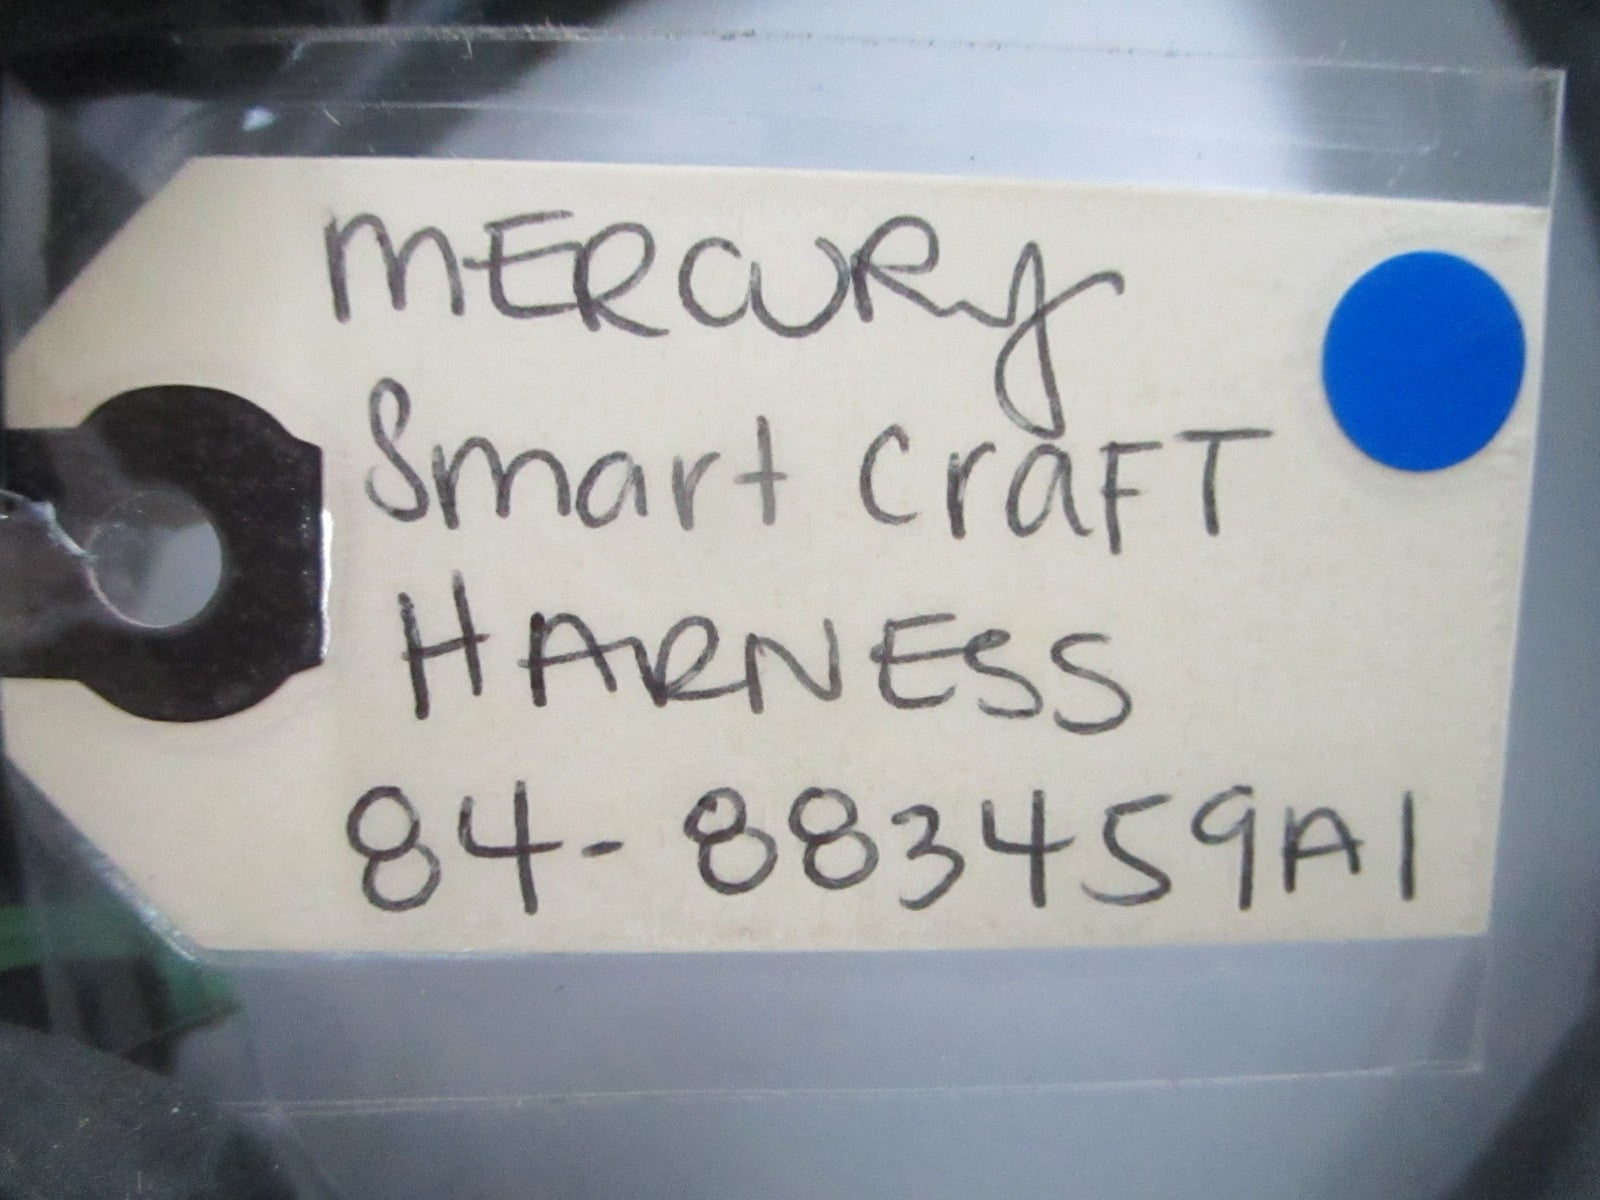 MERCURy
Smart CraFT
HARNESS
84-883459A1